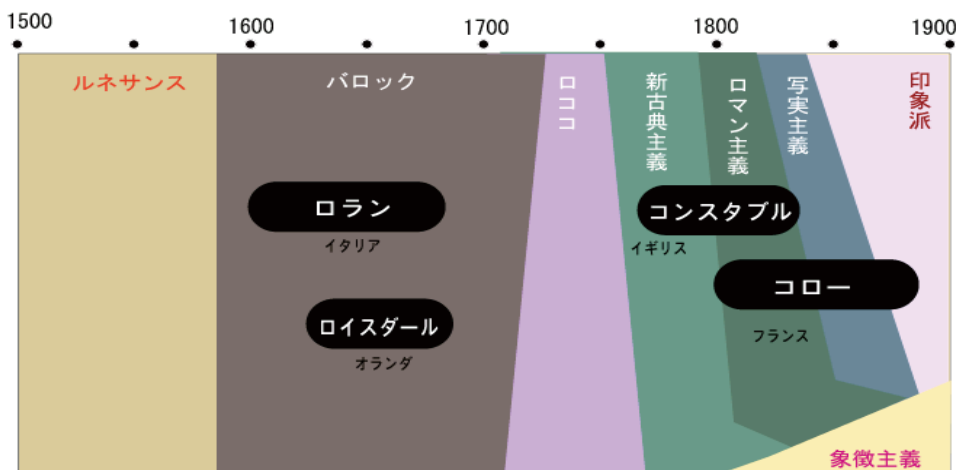 1500
1600
1700
1800
1900
ルネサンス
バロック
ロココ
新古典主義
ロマン主義
写実主義
印象派
ロラン
イタリア
コンスタブル
イギリス
コロー
フランス
ロイスダール
オランダ
象徴主義